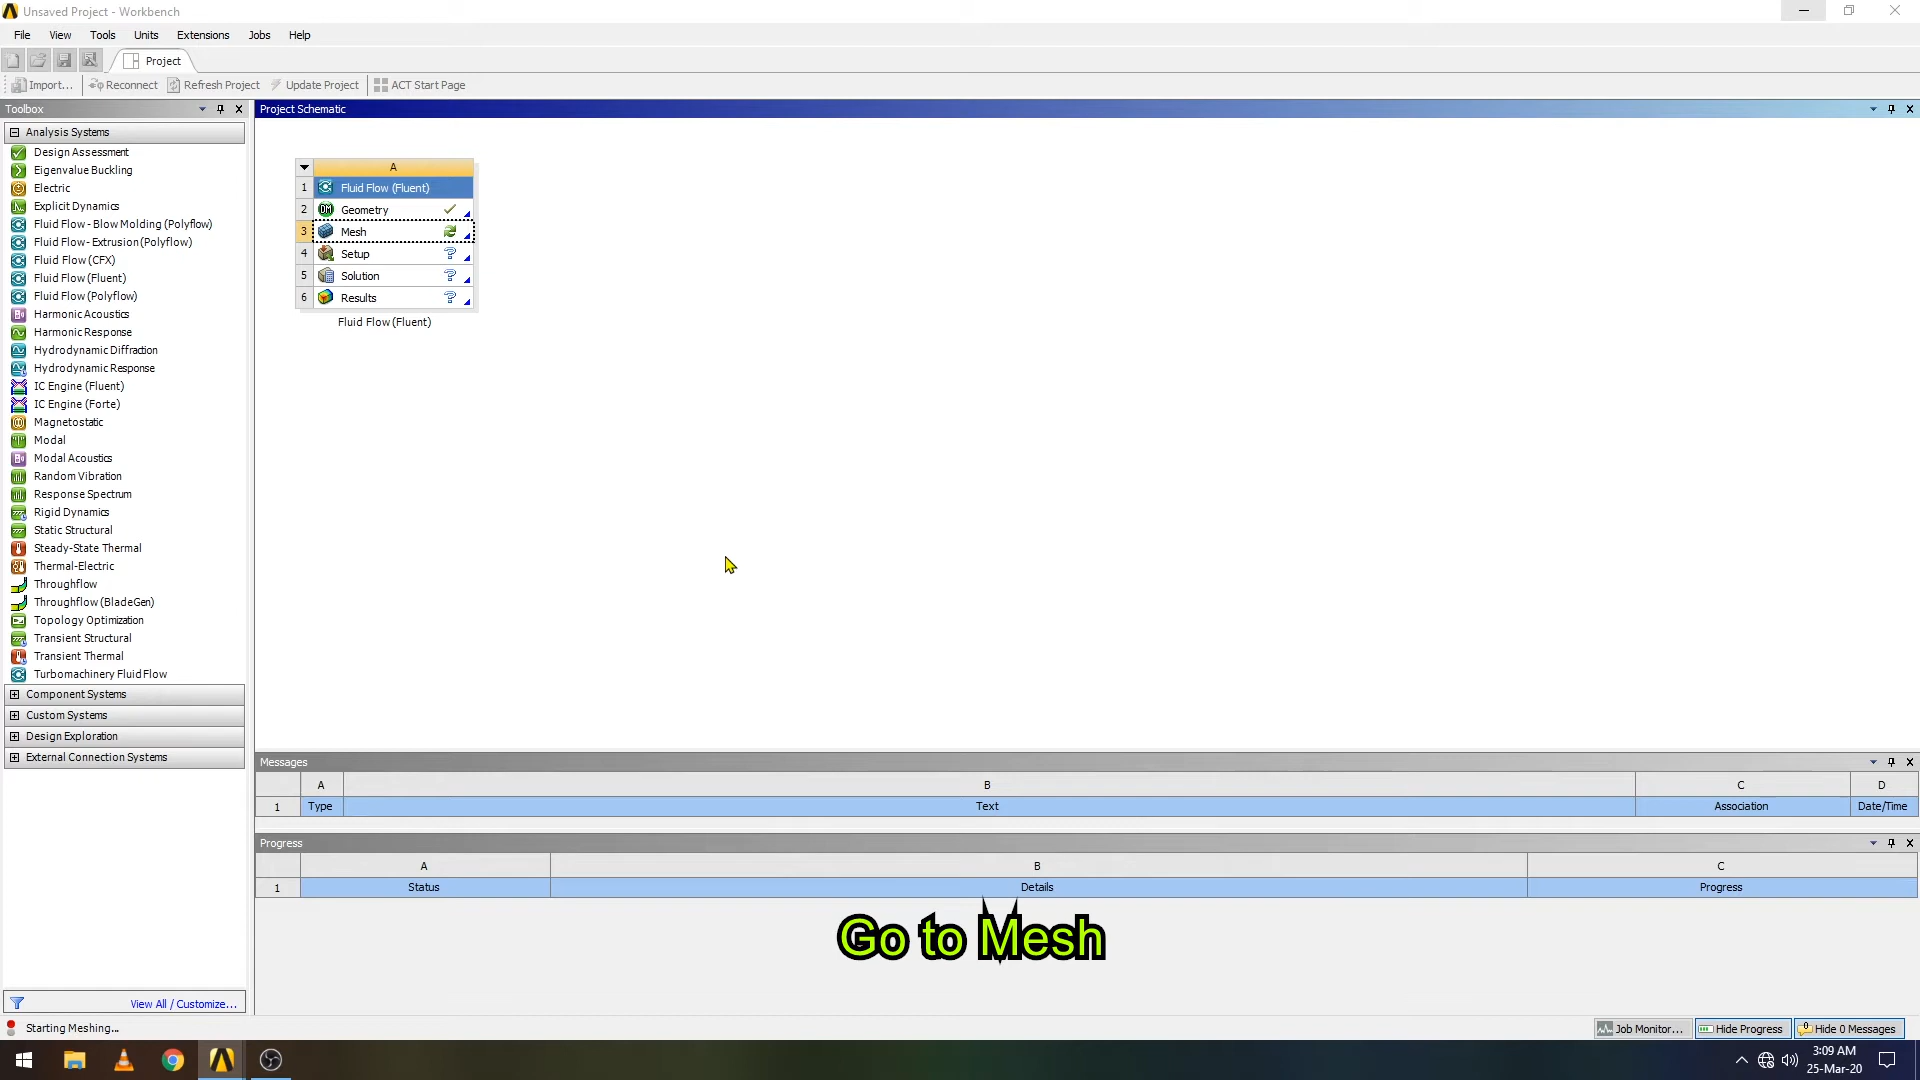 Unsaved Project - Workbench
File View Tools Units Extensions Jobs Help
Project
Import... Reconnect Refresh Project Update Project ACT Start Page
Toolbox
Project Schematic
Analysis Systems
Design Assessment
Eigenvalue Buckling
Electric
Explicit Dynamics
Fluid Flow - Blow Molding (Polyflow)
Fluid Flow - Extrusion (Polyflow)
Fluid Flow (CFX)
Fluid Flow (Fluent)
Fluid Flow (Polyflow)
Harmonic Acoustics
Harmonic Response
Hydrodynamic Diffraction
Hydrodynamic Response
IC Engine (Fluent)
IC Engine (Forte)
Magnetostatic
Modal
Modal Acoustics
Random Vibration
Response Spectrum
Rigid Dynamics
Static Structural
Steady-State Thermal
Thermal-Electric
Throughflow
Throughflow (BladeGen)
Topology Optimization
Transient Structural
Transient Thermal
Turbomachinery Fluid Flow
Component Systems
Custom Systems
Design Exploration
External Connection Systems
View All / Customize...
A
1 Fluid Flow (Fluent)
2 DM Geometry
3 Mesh
4 Setup ?
5 Solution ?
6 Results ?
Fluid Flow (Fluent)
Messages
A B C D
1 Type Text Association Date/Time
Progress
A B C
1 Status Details Progress
Go to Mesh
Starting Meshing...
Job Monitor... Hide Progress Hide 0 Messages
3:09 AM
25-Mar-20